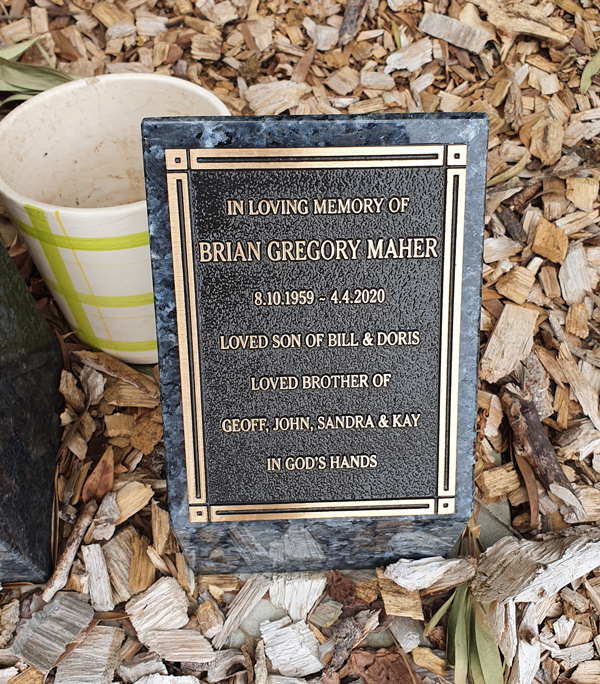 IN LOVING MEMORY OF
BRIAN GREGORY MAHER
8.10.1959 ~ 4.4.2020
LOVED SON OF BILL & DORIS
LOVED BROTHER OF
GEOFF, JOHN, SANDRA & KAY
IN GOD'S HANDS